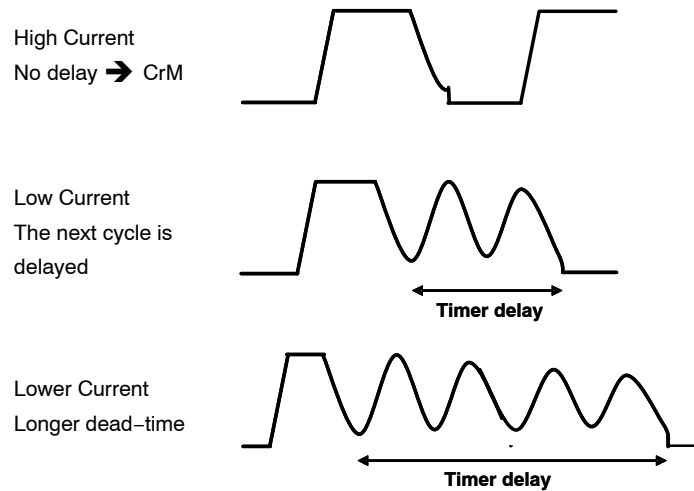 High Current
No delay ➔ CrM
Low Current
The next cycle is
delayed
Timer delay
Lower Current
Longer dead−time
Timer delay